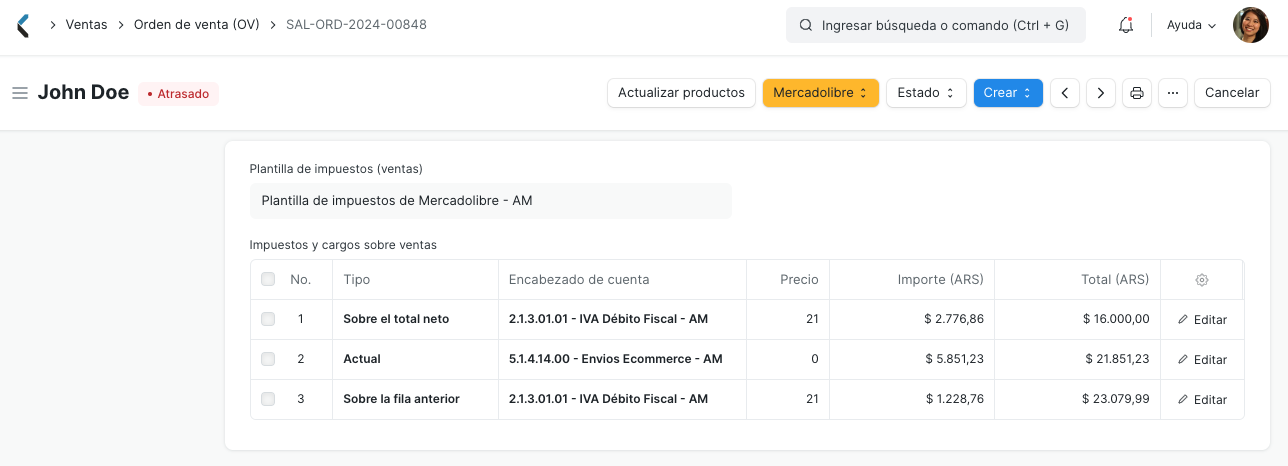 Ventas Orden de venta (OV) SAL-ORD-2024-00848 Ingresar búsqueda o comando (Ctrl + G) Ayuda
John Doe Atrasado Actualizar productos Mercadolibre Estado Crear ... Cancelar
Plantilla de impuestos (ventas)
Plantilla de impuestos de Mercadolibre - AM
Impuestos y cargos sobre ventas
No. Tipo Encabezado de cuenta Precio Importe (ARS) Total (ARS)
1 Sobre el total neto 2.1.3.01.01 - IVA Débito Fiscal - AM 21 $ 2.776,86 $ 16.000,00 Editar
2 Actual 5.1.4.14.00 - Envios Ecommerce - AM 0 $ 5.851,23 $ 21.851,23 Editar
3 Sobre la fila anterior 2.1.3.01.01 - IVA Débito Fiscal - AM 21 $ 1.228,76 $ 23.079,99 Editar